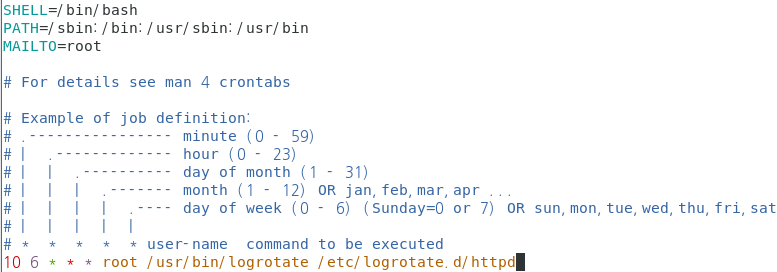 SHELL=/bin/bash
PATH=/sbin:/bin:/usr/sbin:/usr/bin
MAILTO=root
# For details see man 4 crontabs
# Example of job definition:
# .---------------- minute (0 - 59)
# |  .------------- hour (0 - 23)
# |  |  .---------- day of month (1 - 31)
# |  |  |  .------- month (1 - 12) OR jan,feb,mar,apr ...
# |  |  |  |  .---- day of week (0 - 6) (Sunday=0 or 7) OR sun,mon,tue,wed,thu,fri,sat
# |  |  |  |  |
# *  *  *  *  * user-name  command to be executed
10 6 * * * root /usr/bin/logrotate /etc/logrotate.d/httpd